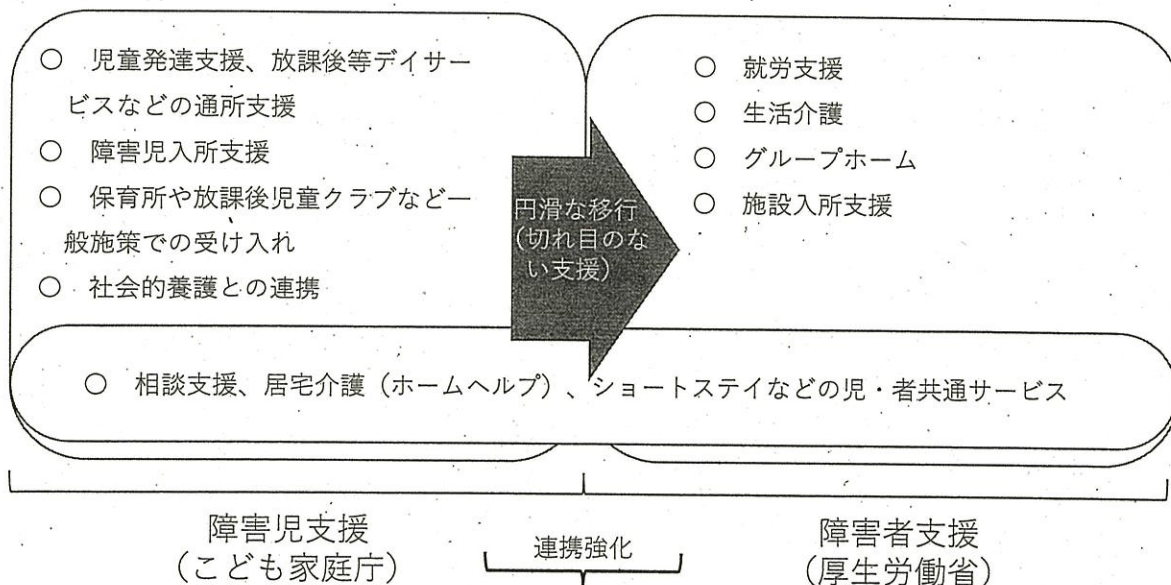 ○ 児童発達支援、放課後等デイサー
ビスなどの通所支援
○ 障害児入所支援
○ 保育所や放課後児童クラブなど一
般施策での受け入れ
○ 社会的養護との連携
円滑な移行
(切れ目のな
い支援)
○ 就労支援
○ 生活介護
○ グループホーム
○ 施設入所支援
○ 相談支援、居宅介護（ホームヘルプ）、ショートステイなどの児・者共通サービス
障害児支援
(こども家庭庁)
連携強化
障害者支援
(厚生労働省)